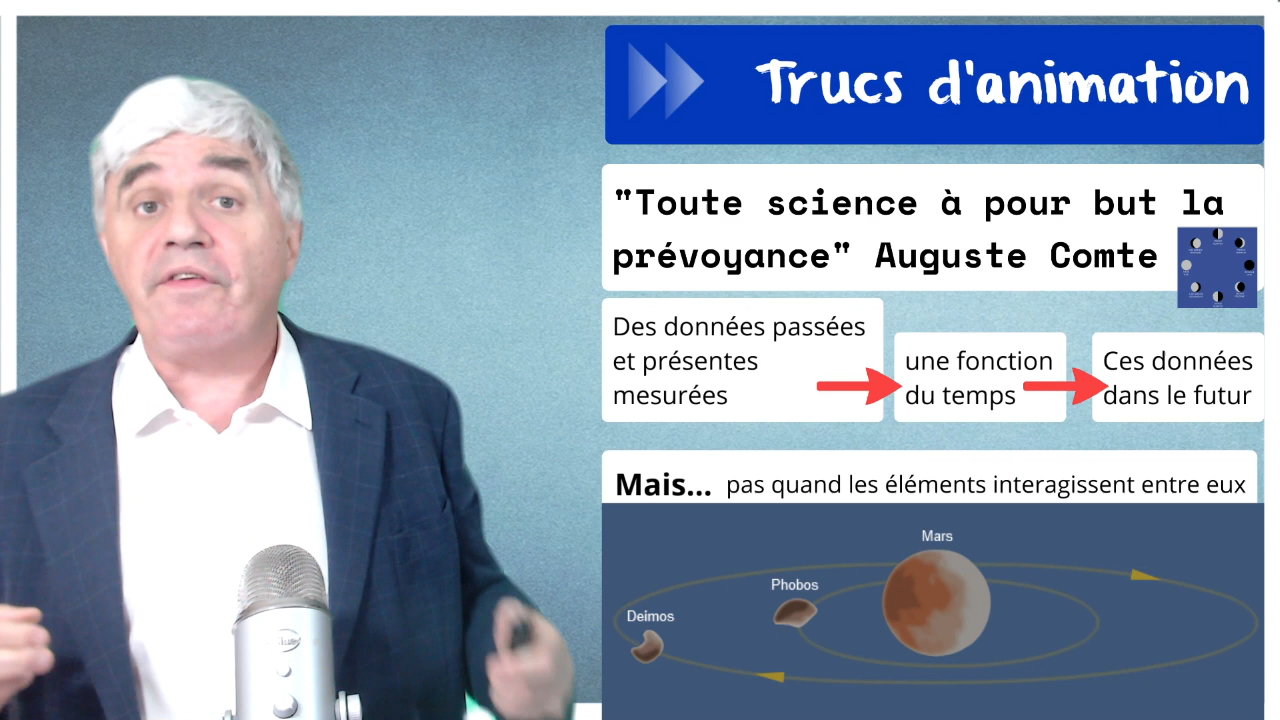 Trucs d'animation
"Toute science à pour but la
prévoyance" Auguste Comte
Des données passées
et présentes
mesurées
une fonction
du temps
Ces données
dans le futur
Mais... pas quand les éléments interagissent entre eux
Mars
Phobos
Deimos